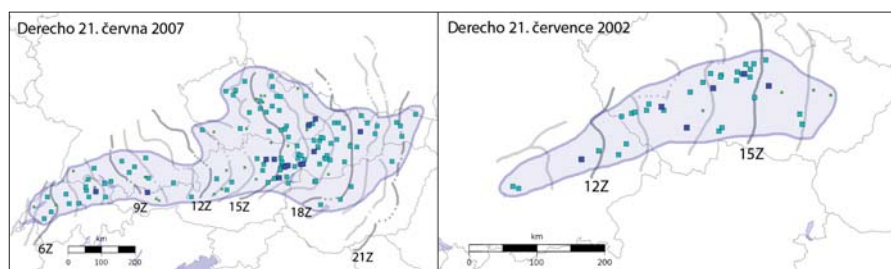 Derecho 21. června 2007
6Z
9Z
12Z
15Z
18Z
21Z
km
0 100 200
Derecho 21. července 2002
12Z
15Z
km
0 100 200